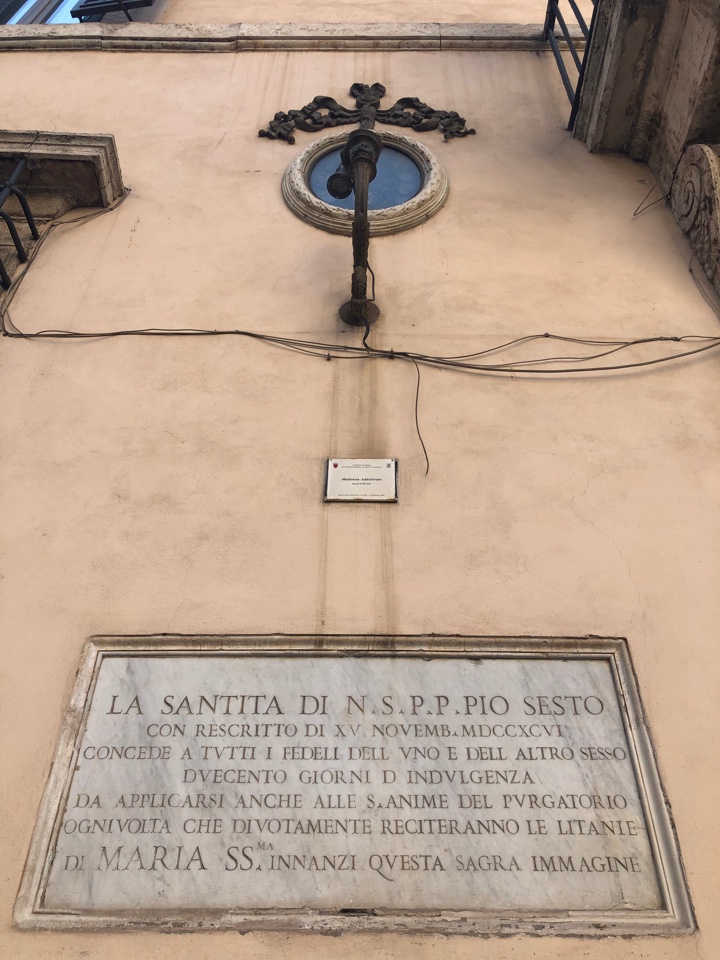 Madonna Addolorata
LA SANTITA DI N.S.P.P.PIO SESTO
CON RESCRITTO DI XV. NOVEMB.MDCCXCVI
CONCEDE A TVTTI I FEDELI DELL VNO E DELL ALTRO SESSO
DVECENTO GIORNI D INDVLGENZA
DA APPLICARSI ANCHE ALLE S.ANIME DEL PVRGATORIO
OGNIVOLTA CHE DIVOTAMENTE RECITERANNO LE LITANIE
DI MARIA SS.MA INNANZI QVESTA SAGRA IMMAGINE